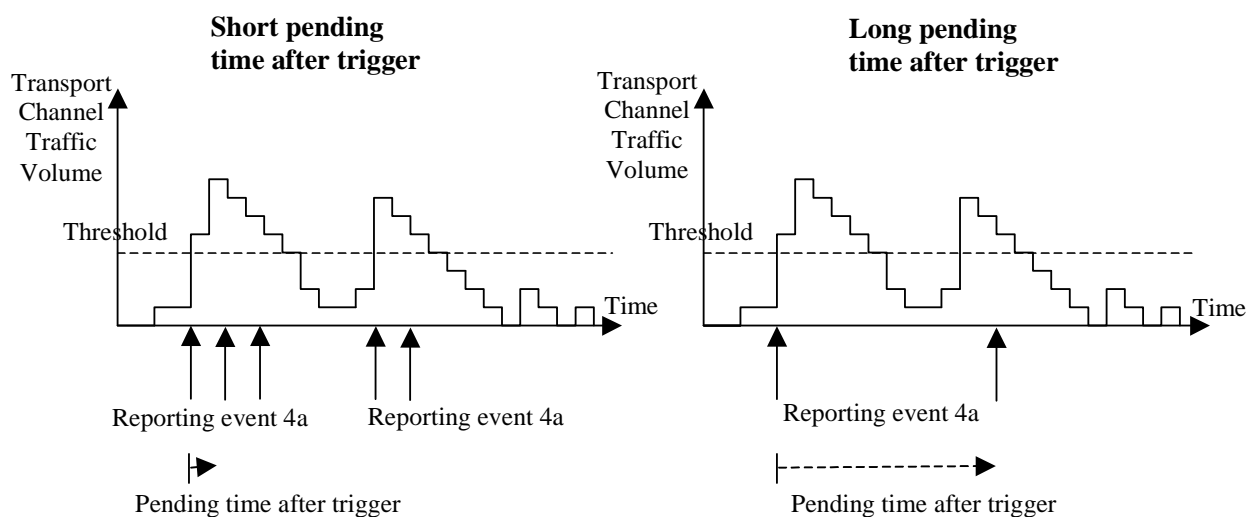 Short pending
time after trigger
Transport
Channel
Traffic
Volume
Threshold
Time
Reporting event 4a
Reporting event 4a
Pending time after trigger
Long pending
time after trigger
Transport
Channel
Traffic
Volume
Threshold
Time
Reporting event 4a
Pending time after trigger